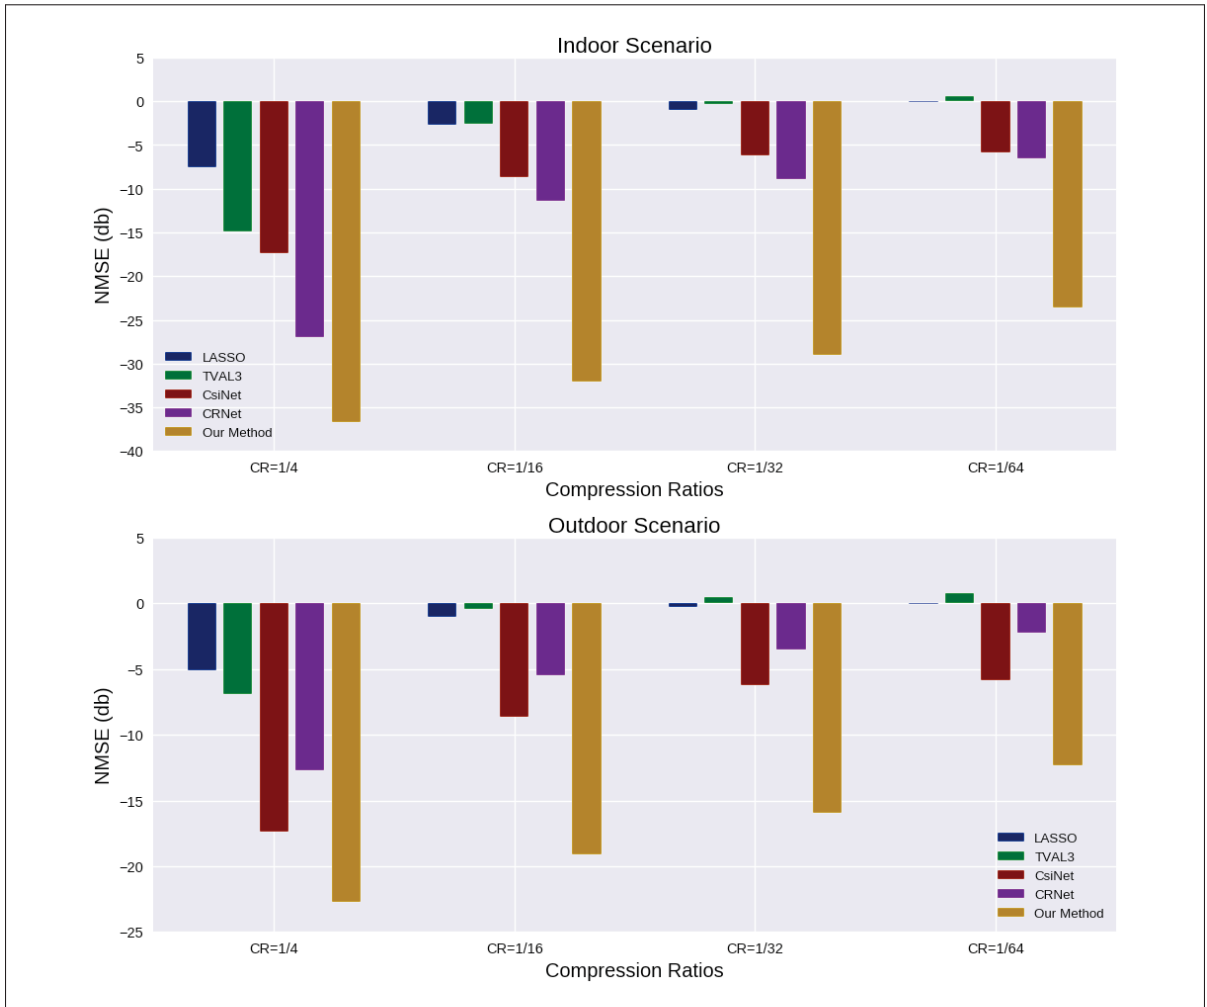 Indoor Scenario
5
0
−5
−10
−15
−20
−25
−30
−35
−40
NMSE (db)
LASSO
TVAL3
CsiNet
CRNet
Our Method
CR=1/4 CR=1/16 CR=1/32 CR=1/64
Compression Ratios
Outdoor Scenario
5
0
−5
−10
−15
−20
−25
NMSE (db)
LASSO
TVAL3
CsiNet
CRNet
Our Method
CR=1/4 CR=1/16 CR=1/32 CR=1/64
Compression Ratios